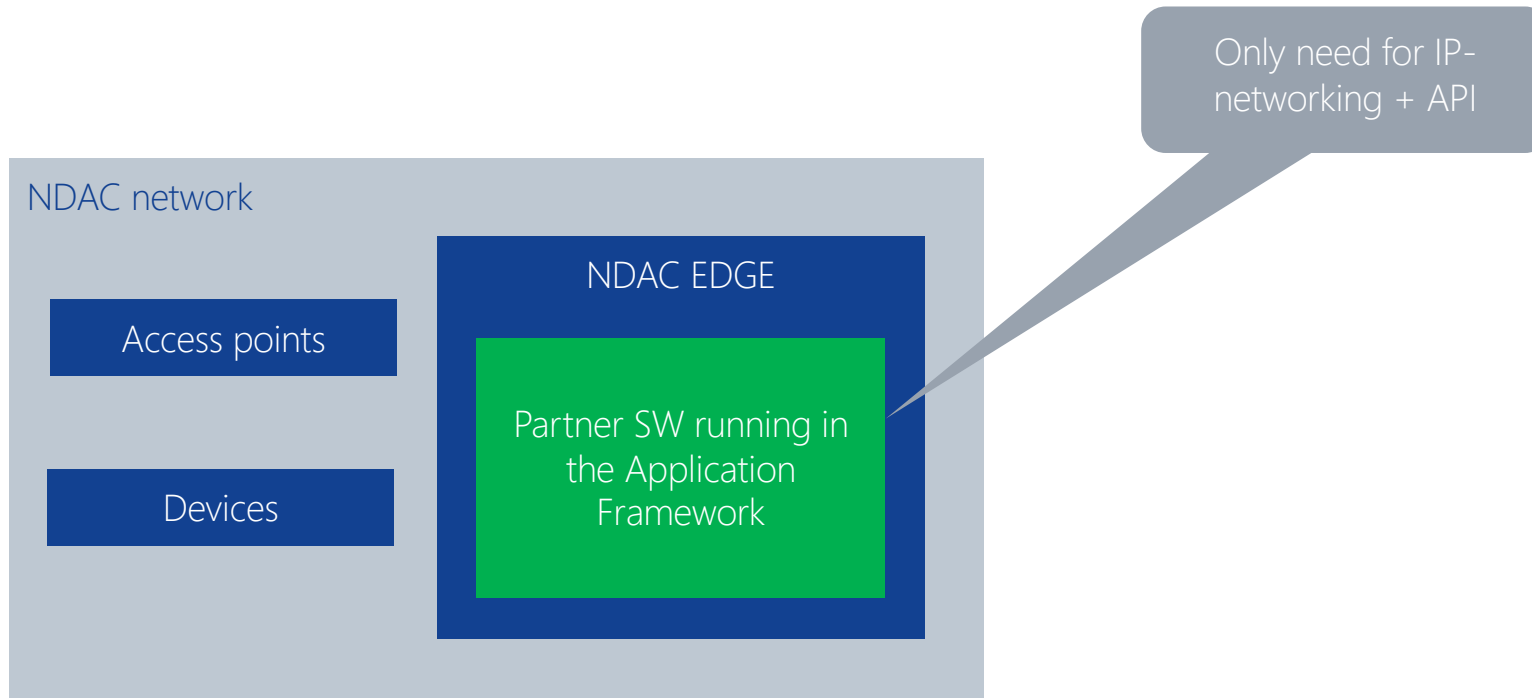 Only need for IP-
networking + API
NDAC network
NDAC EDGE
Access points
Partner SW running in
the Application
Framework
Devices